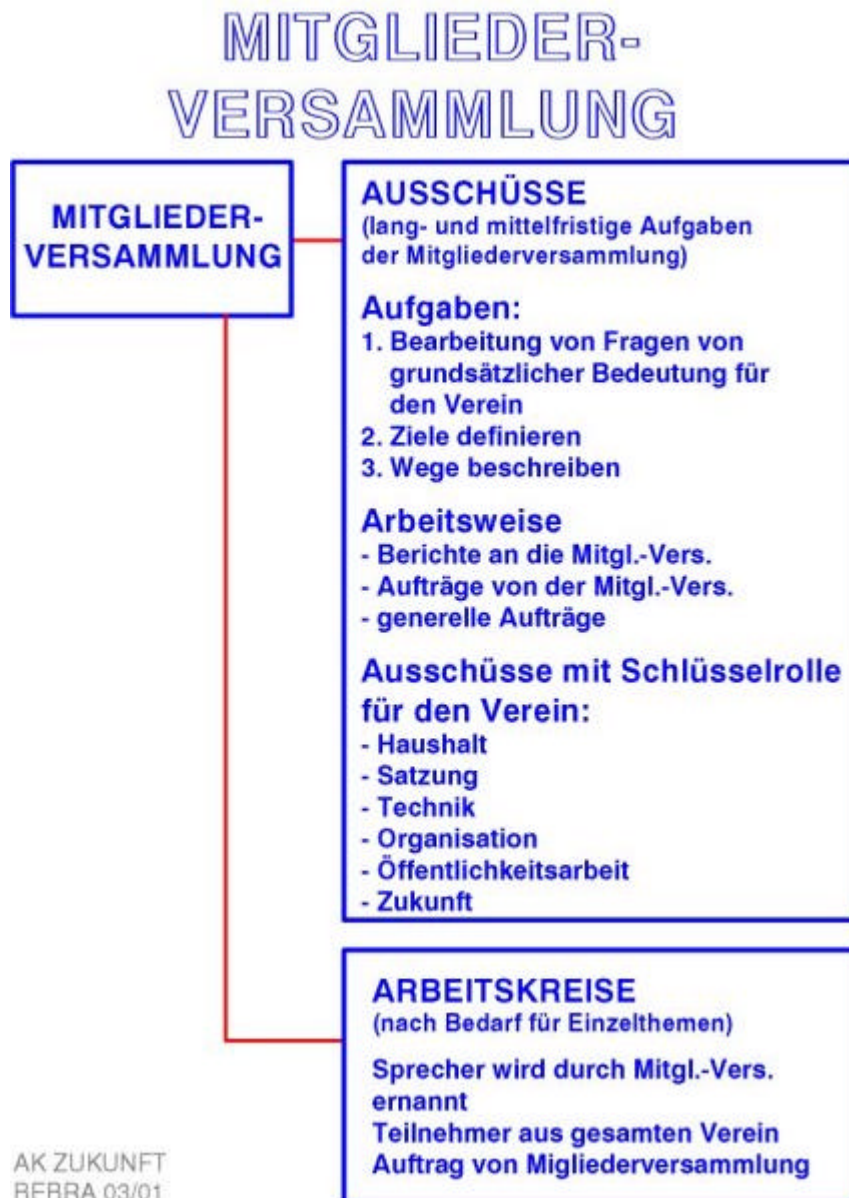 MITGLIEDER-
VERSAMMLUNG
MITGLIEDER-
VERSAMMLUNG
AUSSCHÜSSE
(lang- und mittelfristige Aufgaben
der Mitgliederversammlung)
Aufgaben:
1. Bearbeitung von Fragen von
grundsätzlicher Bedeutung für
den Verein
2. Ziele definieren
3. Wege beschreiben
Arbeitsweise
- Berichte an die Mitgl.-Vers.
- Aufträge von der Mitgl.-Vers.
- generelle Aufträge
Ausschüsse mit Schlüsselrolle
für den Verein:
- Haushalt
- Satzung
- Technik
- Organisation
- Öffentlichkeitsarbeit
- Zukunft
ARBEITSKREISE
(nach Bedarf für Einzelthemen)
Sprecher wird durch Mitgl.-Vers.
ernannt
Teilnehmer aus gesamten Verein
Auftrag von Migliederversammlung
AK ZUKUNFT
BEBRA 03/01